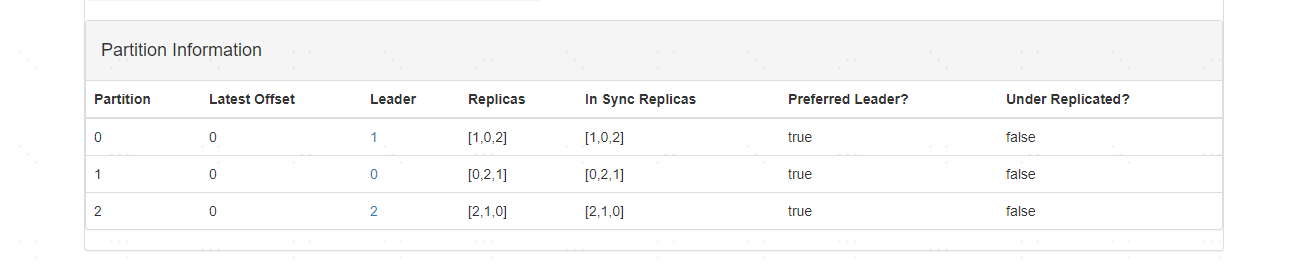 Partition Information
Partition Latest Offset Leader Replicas In Sync Replicas Preferred Leader? Under Replicated?
0 0 1 [1,0,2] [1,0,2] true false
1 0 0 [0,2,1] [0,2,1] true false
2 0 2 [2,1,0] [2,1,0] true false